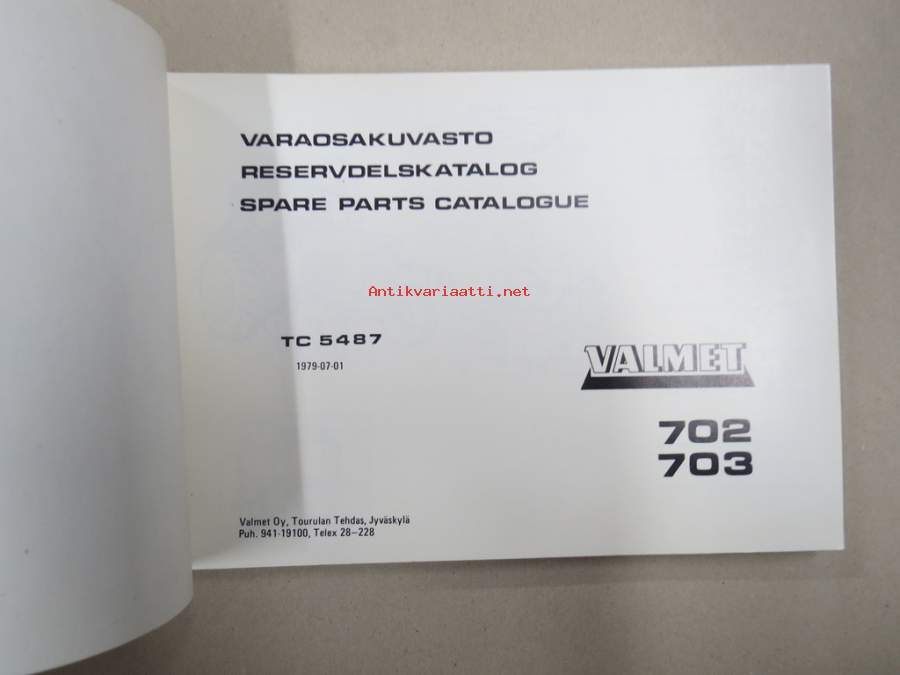 VARAOSAKUVASTO
RESERVDELSKATALOG
SPARE PARTS CATALOGUE
Antikvariaatti.net
TC 5487
1979-07-01
VALMET
702
703
Valmet Oy, Tourulan Tehdas, Jyväskylä
Puh. 941-19100, Telex 28–228